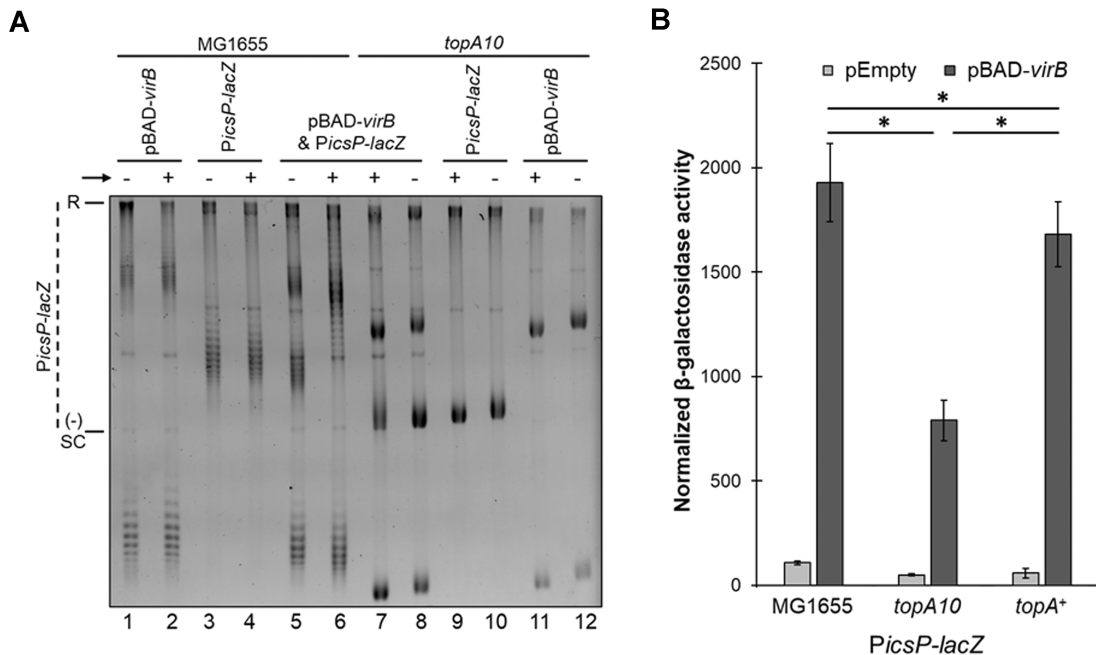 A
MG1655 topA10
pBAD-virB PicsP-lacZ pBAD-virB & PicsP-lacZ PicsP-lacZ pBAD-virB
- + - + - + + - + - + -
R
PicsP-lacZ
(-)
SC
1 2 3 4 5 6 7 8 9 10 11 12
B
2500
2000
1500
1000
500
0
Normalized β-galactosidase activity
pEmpty pBAD-virB
*
* *
MG1655 topA10 topA⁺
PicsP-lacZ